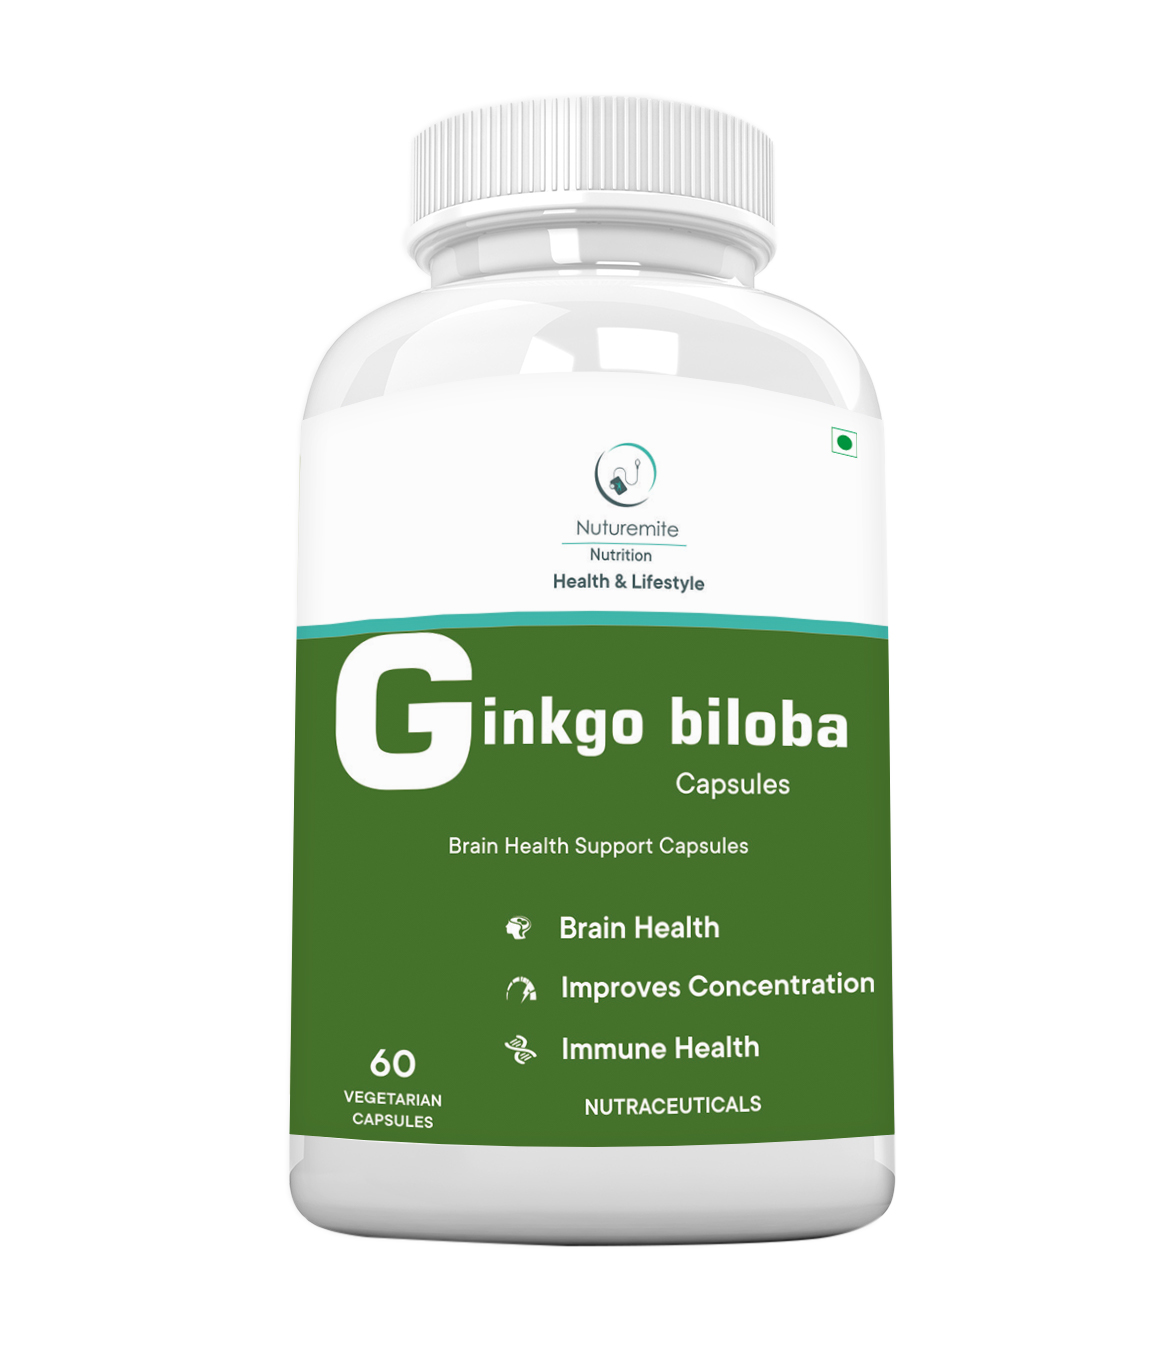 Nuturemite
Nutrition
Health & Lifestyle
Ginkgo biloba
Capsules
Brain Health Support Capsules
Brain Health
Improves Concentration
Immune Health
60
VEGETARIAN
CAPSULES
NUTRACEUTICALS